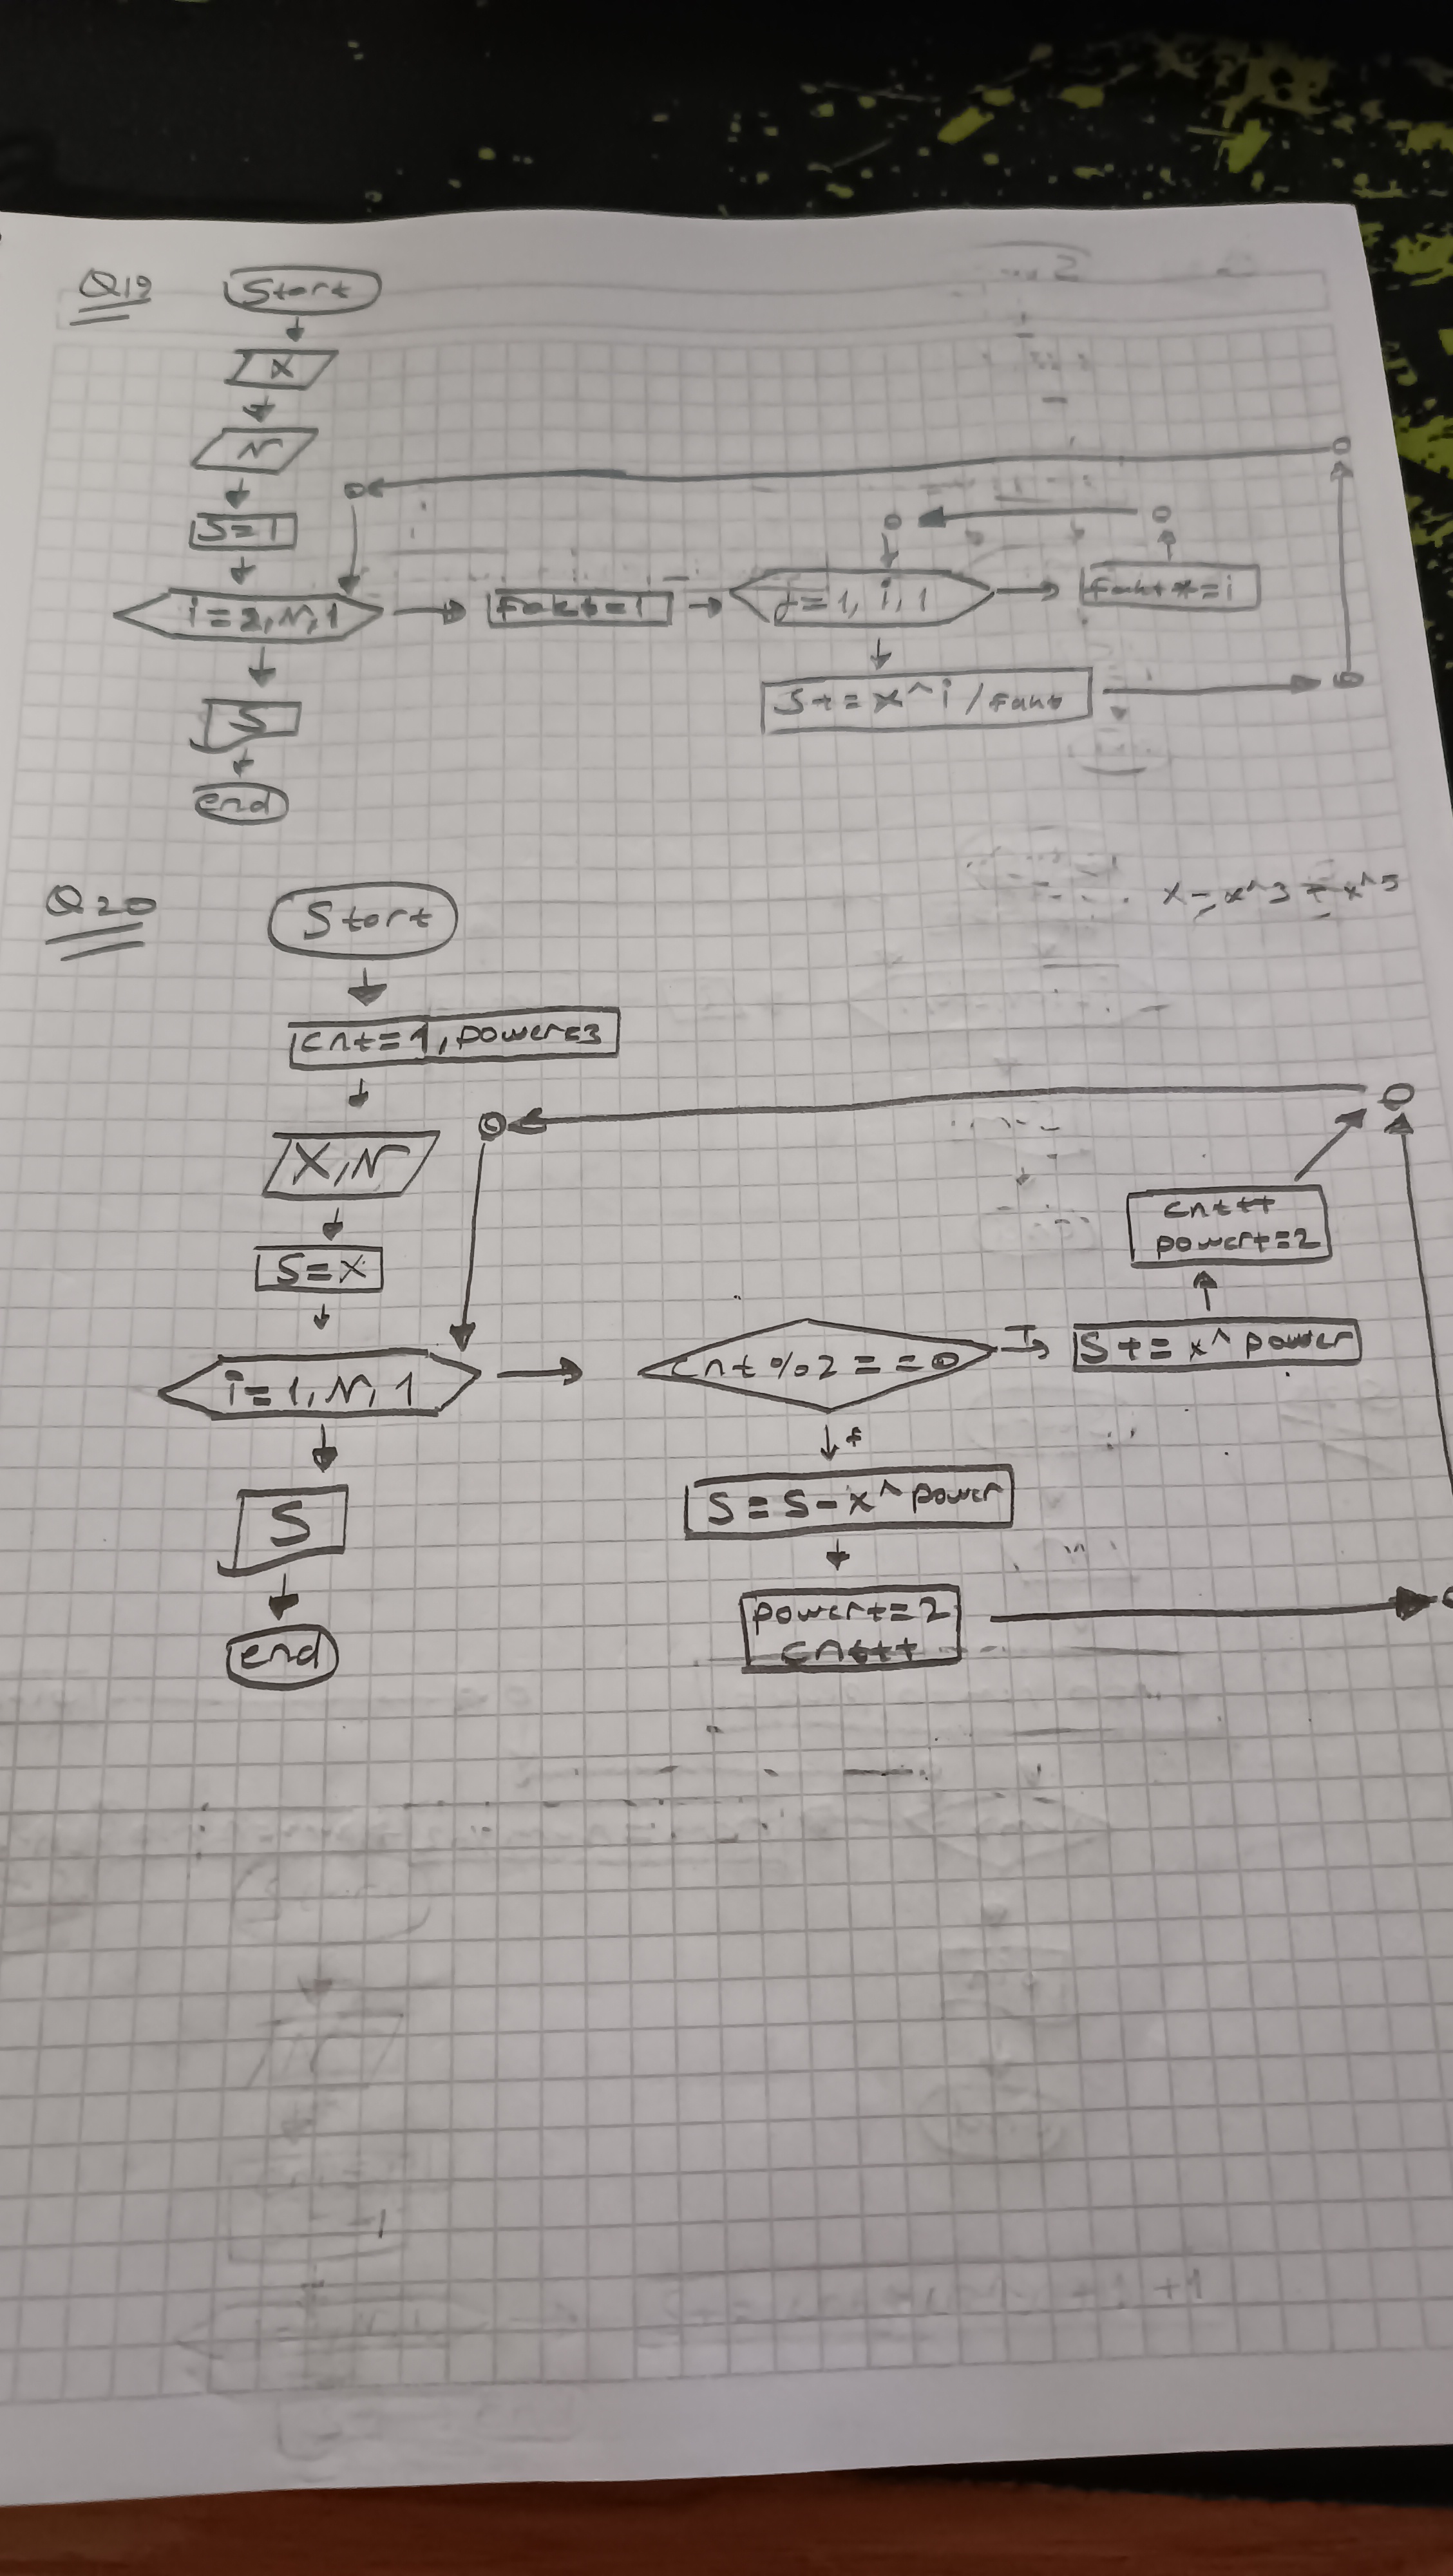 Q19
Start
X
N
S=1
i=2,N,1
fakt=1
j=1, i, 1
fakt*=i
S+=x^i/fakt
S
end
Q20
x-x^3+x^5
Start
cnt=1, power=3
X,N
S=X
i=1,N,1
cnt%2==0
T
S+=x^power
cnt++
power+=2
f
S=S-x^power
power+=2
cnt++
S
end